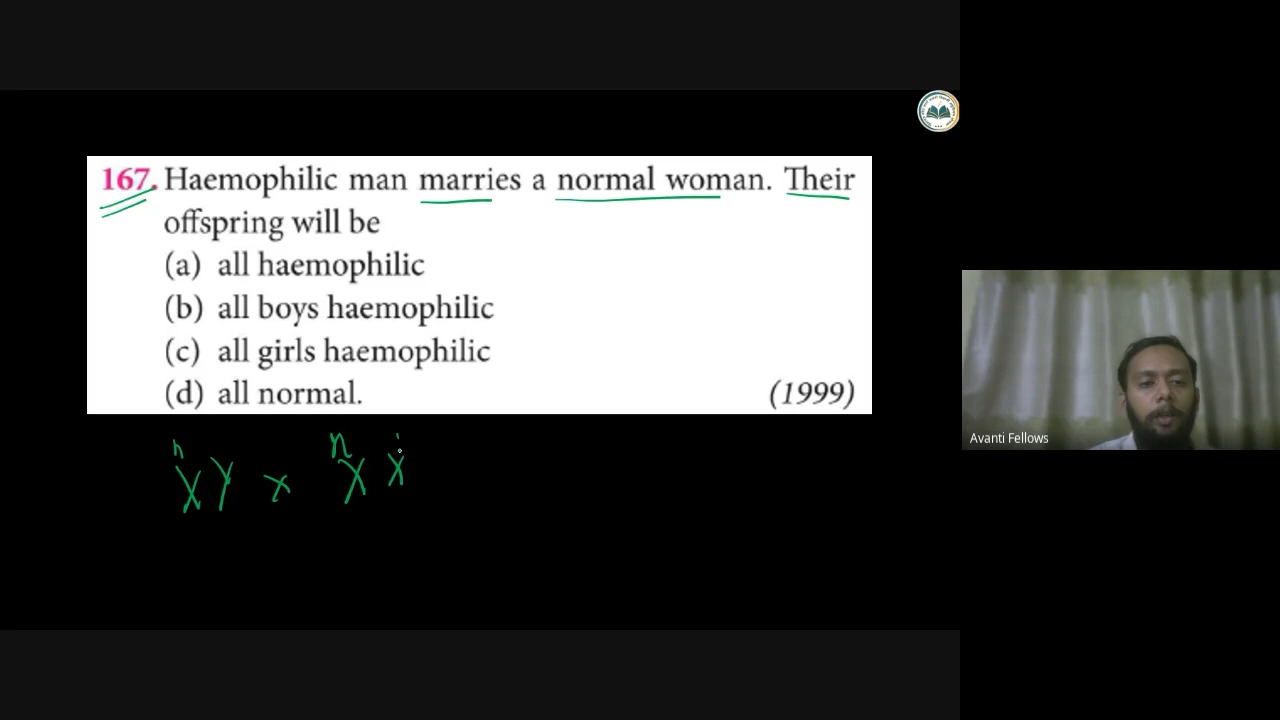 167. Haemophilic man marries a normal woman. Their
offspring will be
(a) all haemophilic
(b) all boys haemophilic
(c) all girls haemophilic
(d) all normal. (1999)
h n
XY × X X
Avanti Fellows